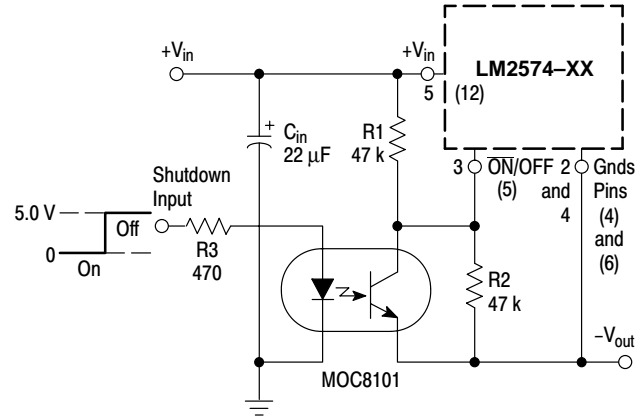 +Vin
+Vin
LM2574–XX
5
(12)
Cin
22 µF
+
R1
47 k
3
ON/OFF
(5)
2
and
4
Gnds
Pins
(4)
and
(6)
Shutdown
Input
5.0 V
Off
0
On
R3
470
R2
47 k
–Vout
MOC8101